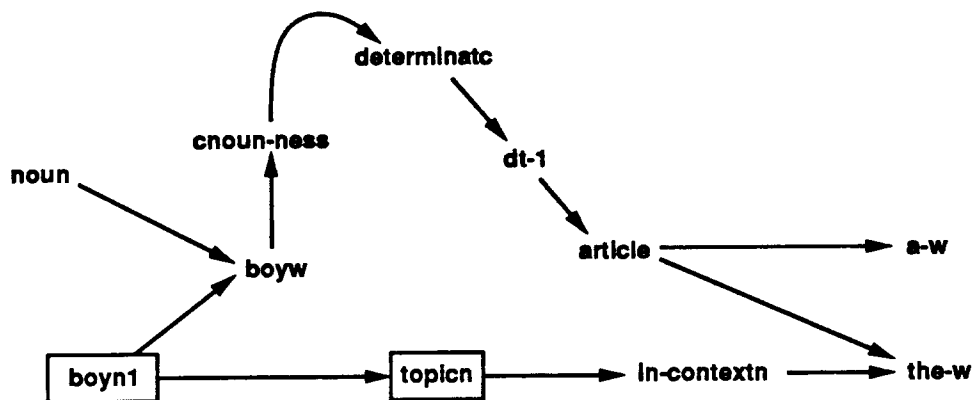 determinatc
cnoun-ness
dt-1
noun
article
a-w
boyw
boyn1
topicn
in-contextn
the-w